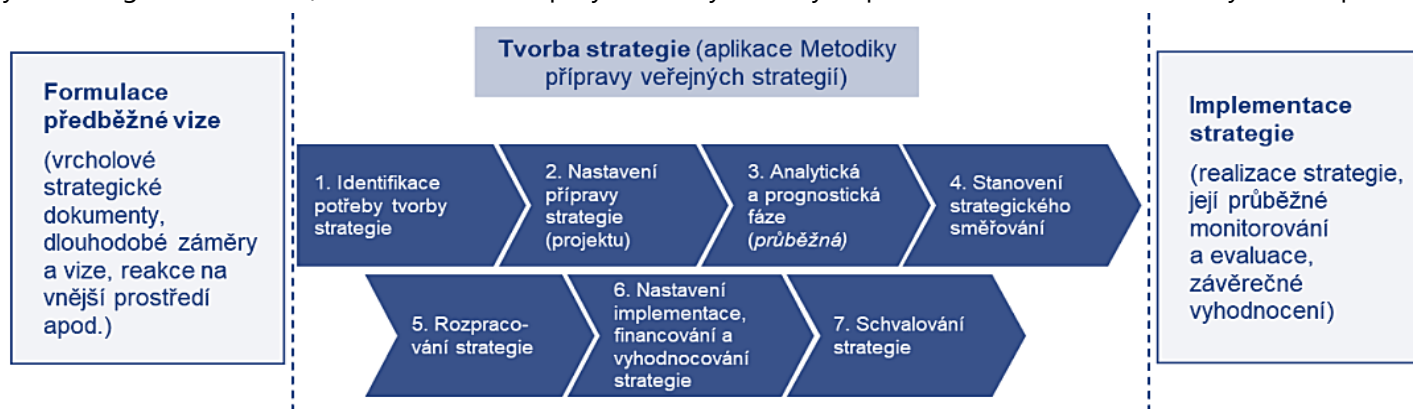 Tvorba strategie (aplikace Metodiky
přípravy veřejných strategií)
Formulace
předběžné vize
(vrcholové
strategické
dokumenty,
dlouhodobé záměry
a vize, reakce na
vnější prostředí
apod.)
1. Identifikace
potřeby tvorby
strategie
2. Nastavení
přípravy
strategie
(projektu)
3. Analytická
a prognostická
fáze
(průběžná)
4. Stanovení
strategického
směřování
5. Rozpraco-
vání strategie
6. Nastavení
implementace,
financování a
vyhodnocování
strategie
7. Schvalování
strategie
Implementace
strategie
(realizace strategie,
její průběžné
monitorování
a evaluace,
závěrečné
vyhodnocení)